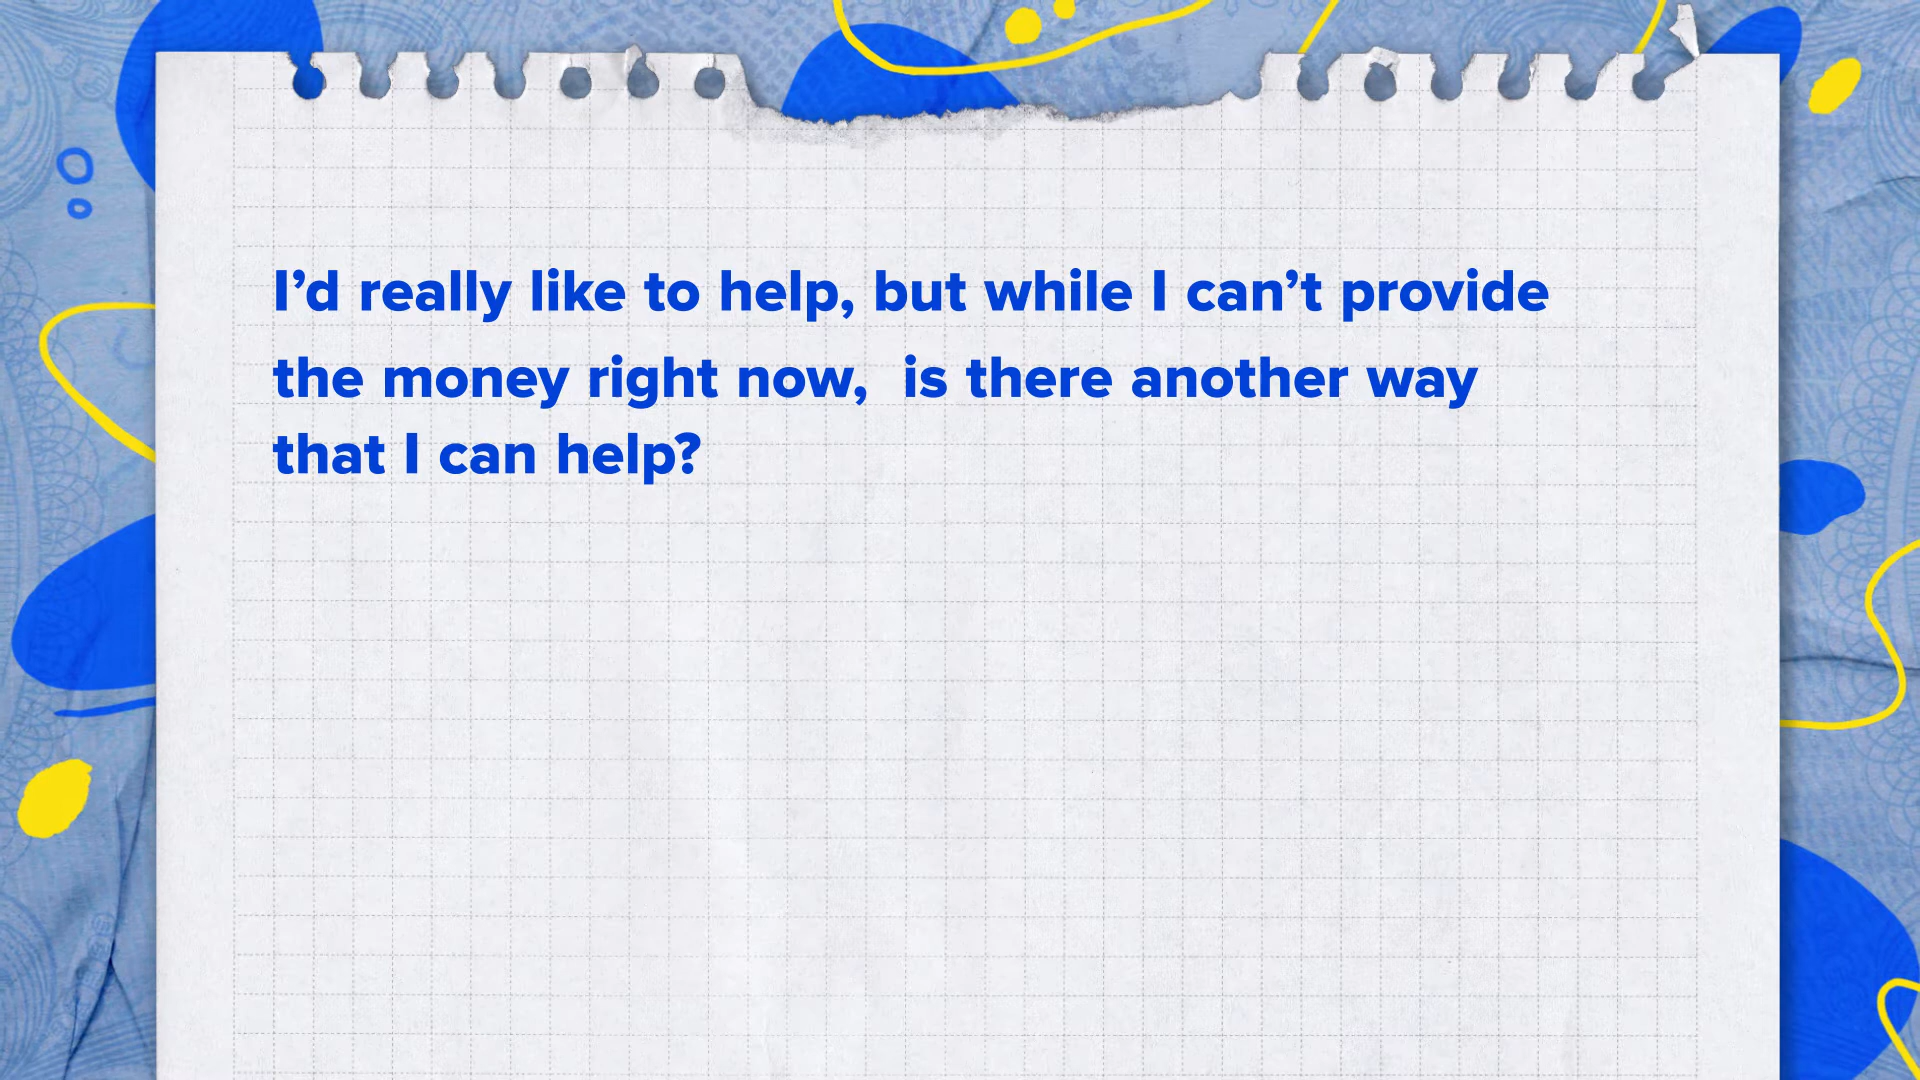 I’d really like to help, but while I can’t provide
the money right now,  is there another way
that I can help?